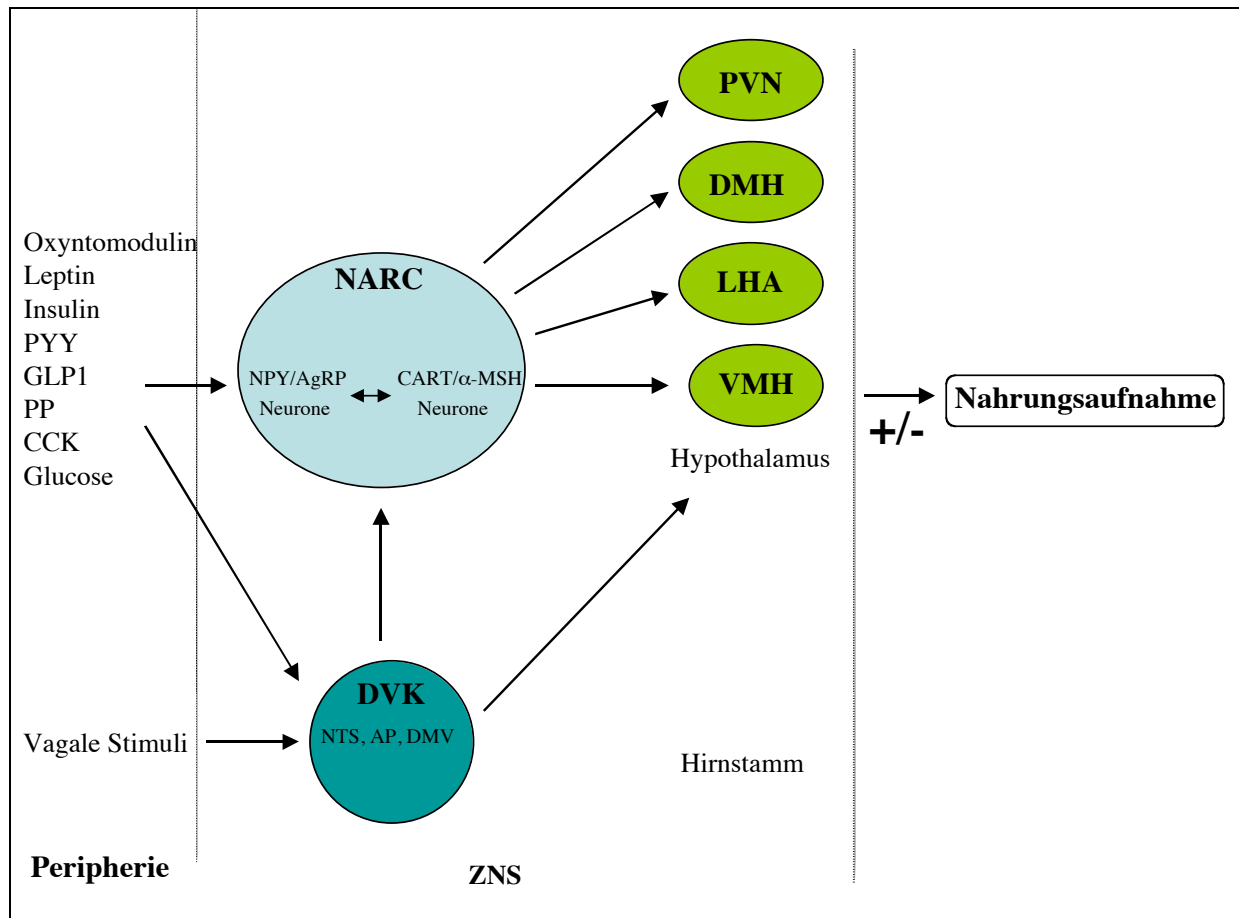 PVN
DMH
LHA
VMH
Hypothalamus
Oxyntomodulin
Leptin
Insulin
PYY
GLP1
PP
CCK
Glucose
NARC
NPY/AgRP
Neurone
CART/α-MSH
Neurone
+/-
Nahrungsaufnahme
Vagale Stimuli
DVK
NTS, AP, DMV
Hirnstamm
Peripherie
ZNS